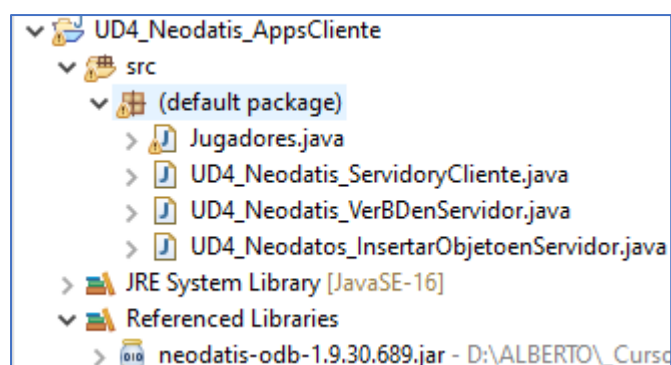 UD4_Neodatis_AppsCliente
src
(default package)
Jugadores.java
UD4_Neodatis_ServidoryCliente.java
UD4_Neodatis_VerBDenServidor.java
UD4_Neodatos_InsertarObjetoenServidor.java
JRE System Library [JavaSE-16]
Referenced Libraries
neodatis-odb-1.9.30.689.jar - D:\ALBERTO\_Curso